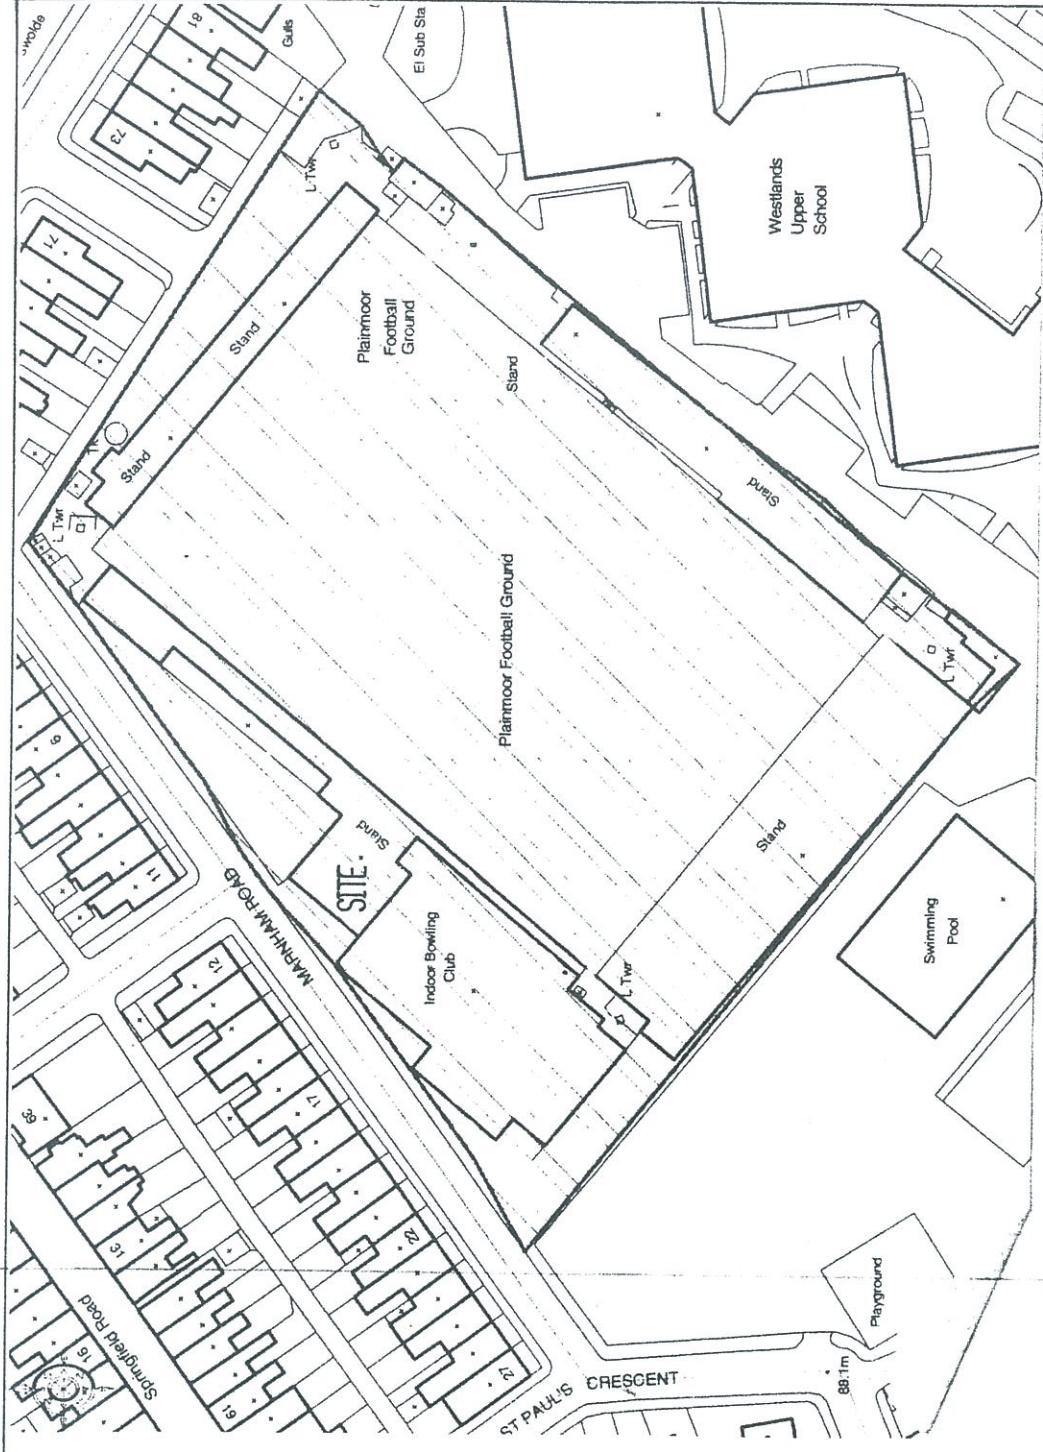 81
Gulls
El Sub Sta
73
71
L Twr
Stand
Plainmoor
Football
Ground
Westlands
Upper
School
Stand
Stand
L Twr
Stand
Plainmoor Football Ground
6
11
MARNHAM ROAD
Stand
SITE.
Indoor Bowling
Club
L Twr
Stand
L Twr
Swimming
Pool
12
17
22
27
39
31
19
16
Springfield Road
ST PAUL'S CRESCENT
Playground
88.1m